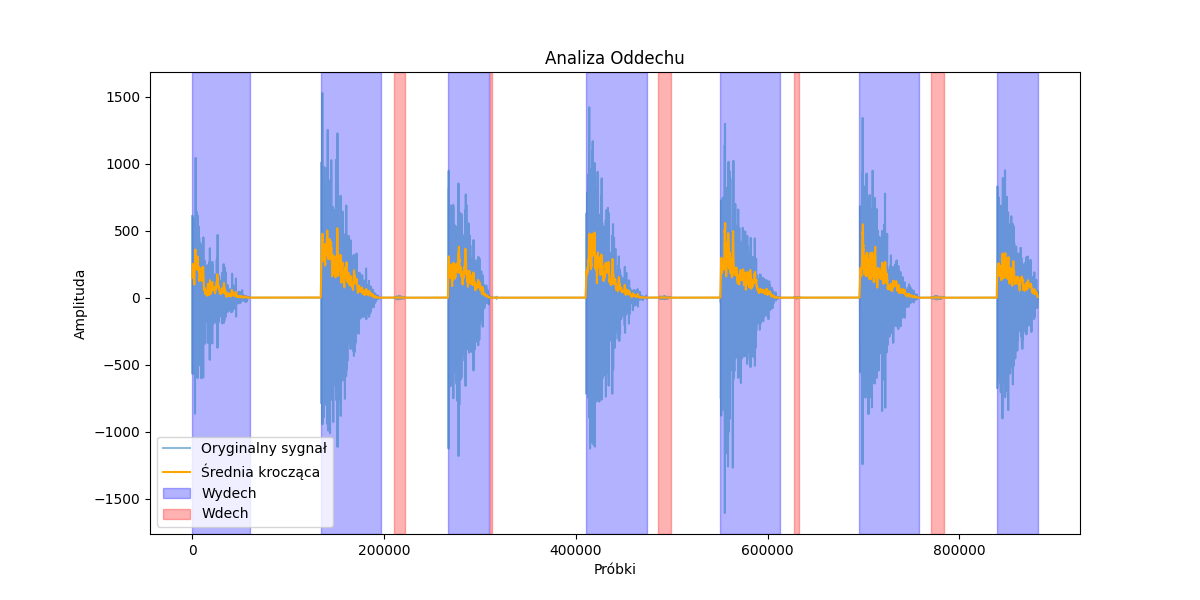 Analiza Oddechu
Amplituda
1500
1000
500
0
−500
−1000
−1500
Oryginalny sygnał
Średnia krocząca
Wydech
Wdech
0
200000
400000
600000
800000
Próbki